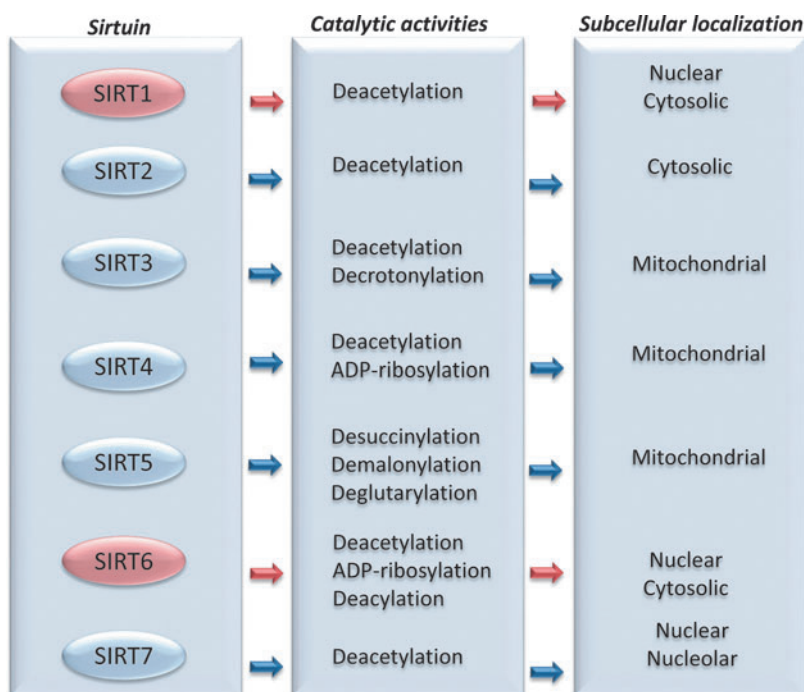 Sirtuin
Catalytic activities
Subcellular localization
SIRT1
Deacetylation
Nuclear
Cytosolic
SIRT2
Deacetylation
Cytosolic
SIRT3
Deacetylation
Decrotonylation
Mitochondrial
SIRT4
Deacetylation
ADP-ribosylation
Mitochondrial
SIRT5
Desuccinylation
Demalonylation
Deglutarylation
Mitochondrial
SIRT6
Deacetylation
ADP-ribosylation
Deacylation
Nuclear
Cytosolic
SIRT7
Deacetylation
Nuclear
Nucleolar